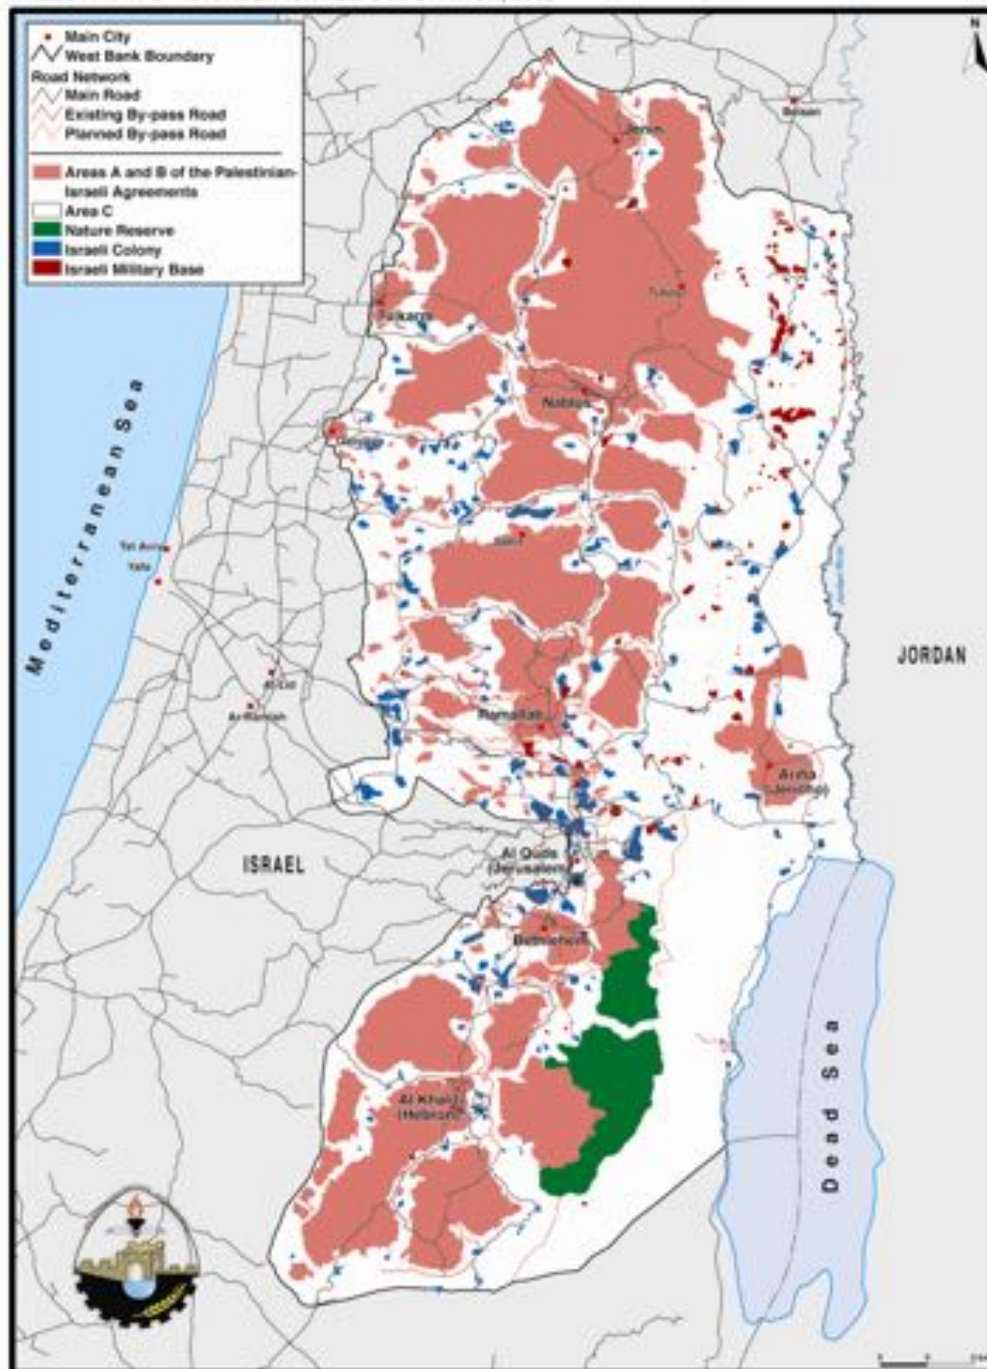 Main City
West Bank Boundary
Road Network
Main Road
Existing By-pass Road
Planned By-pass Road
Areas A and B of the Palestinian-
Israeli Agreements
Area C
Nature Reserve
Israeli Colony
Israeli Military Base
N
Beisan
Jenin
Tubas
Tulkarm
Nablus
Mediterranean Sea
Salfit
Tel Aviv
Yafa
JORDAN
Al-Lid
Ar-Ramlah
Ramallah
Ariha
(Jericho)
ISRAEL
Al Quds
(Jerusalem)
Bethlehem
Al Khalil
(Hebron)
Dead Sea